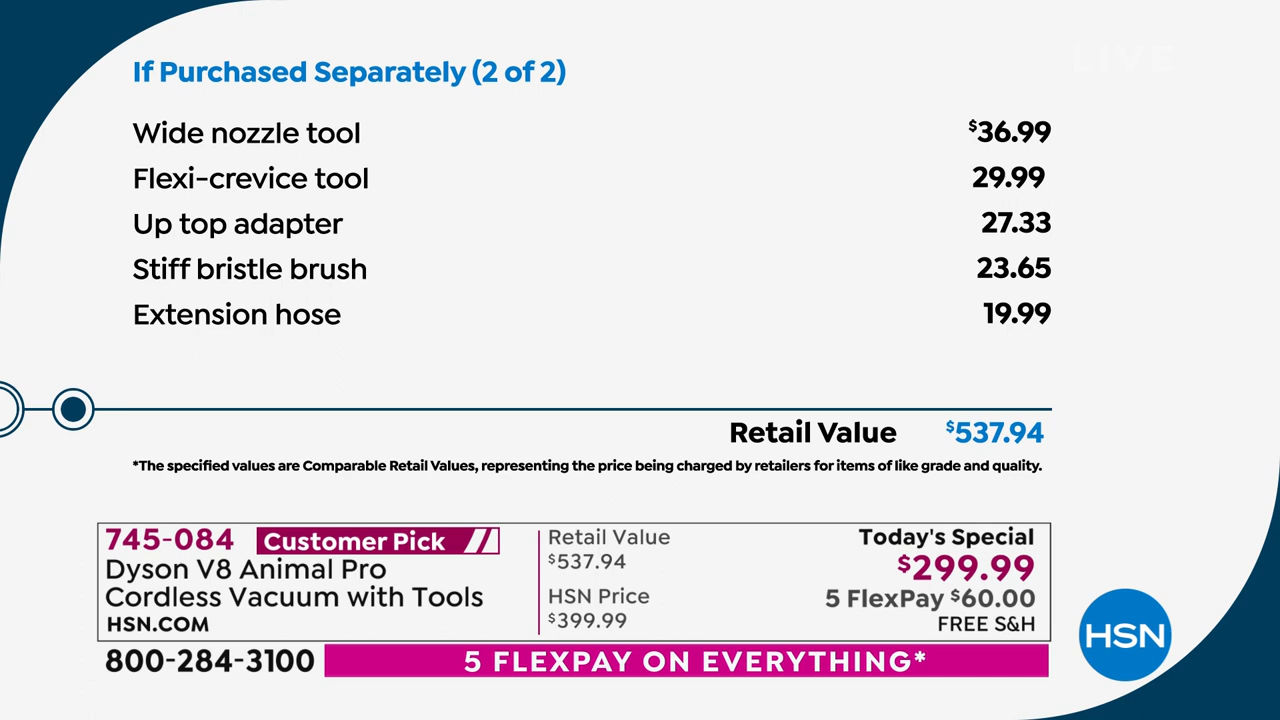 LIVE
If Purchased Separately (2 of 2)
Wide nozzle tool $36.99
Flexi-crevice tool 29.99
Up top adapter 27.33
Stiff bristle brush 23.65
Extension hose 19.99
Retail Value $537.94
*The specified values are Comparable Retail Values, representing the price being charged by retailers for items of like grade and quality.
745-084 Customer Pick
Dyson V8 Animal Pro
Cordless Vacuum with Tools
HSN.COM
Retail Value
$537.94
HSN Price
$399.99
Today's Special
$299.99
5 FlexPay $60.00
FREE S&H
HSN
800-284-3100 5 FLEXPAY ON EVERYTHING*